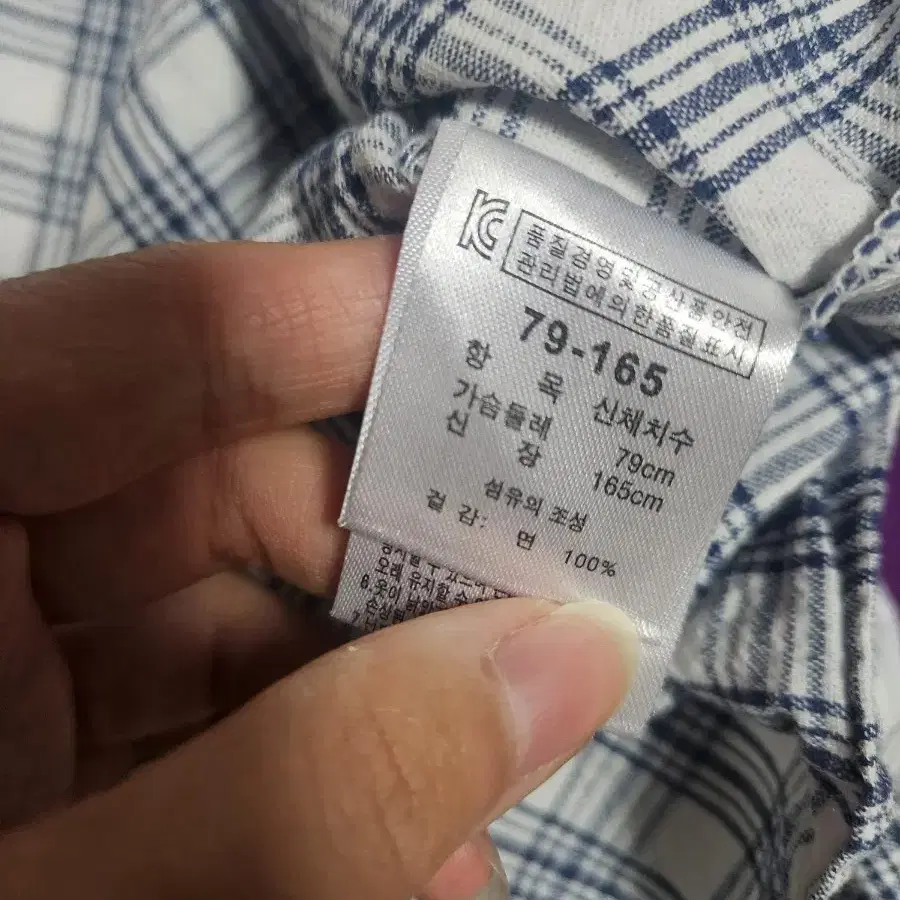 품질경영및공산품안전
관리법에의한품질표시
79-165
항 목 신체치수
가슴둘레 79cm
신 장 165cm
섬유의 조성
겉 감: 면 100%